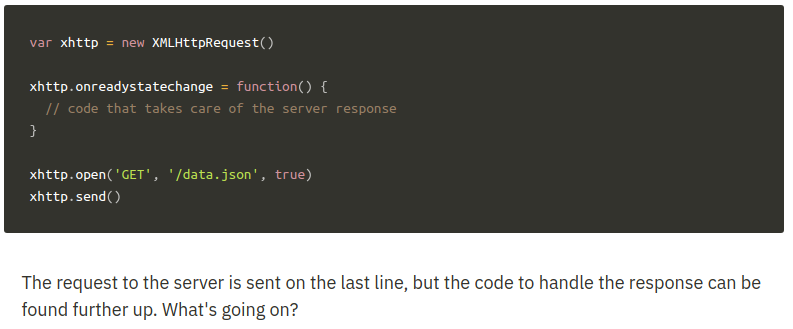 var xhttp = new XMLHttpRequest()
xhttp.onreadystatechange = function() {
  // code that takes care of the server response
}
xhttp.open('GET', '/data.json', true)
xhttp.send()
The request to the server is sent on the last line, but the code to handle the response can be
found further up. What's going on?